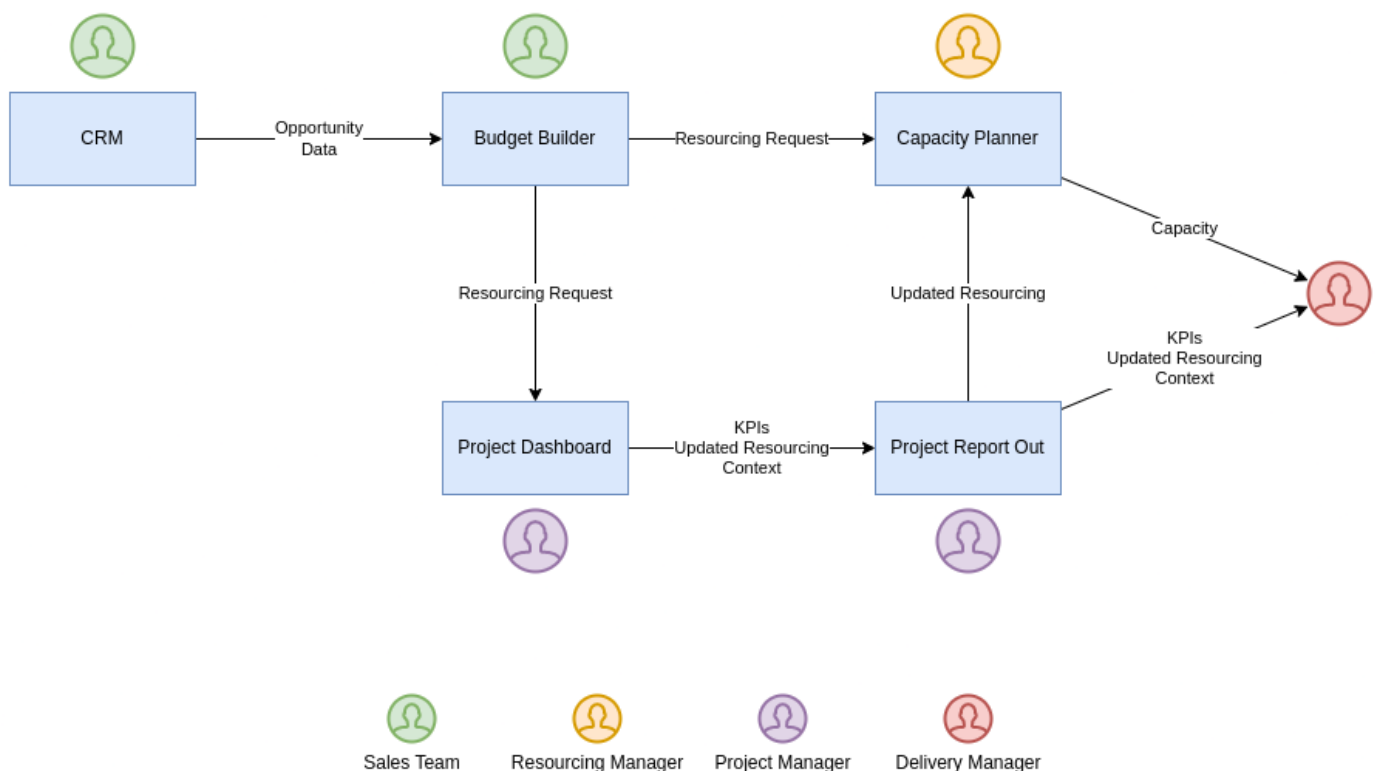 CRM
Opportunity
Data
Budget Builder
Resourcing Request
Capacity Planner
Capacity
Resourcing Request
Updated Resourcing
KPIs
Updated Resourcing
Context
Project Dashboard
KPIs
Updated Resourcing
Context
Project Report Out
Sales Team
Resourcing Manager
Project Manager
Delivery Manager